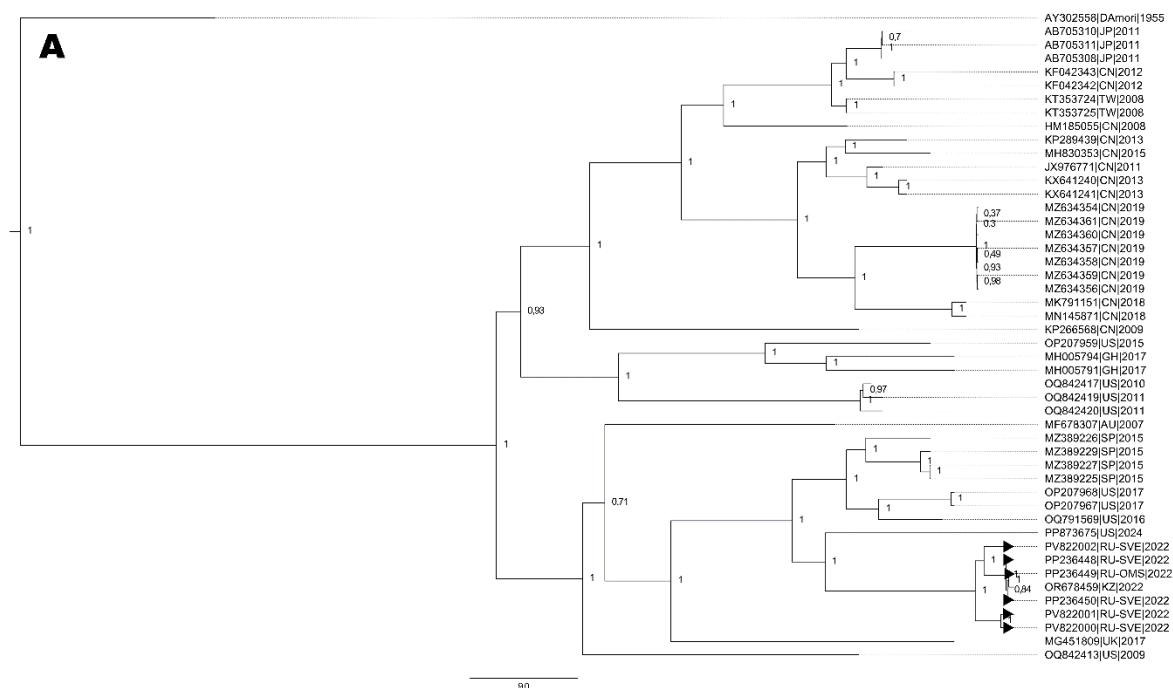 A
AY302558|DAmori|1955
AB705310|JP|2011
0,7
AB705311|JP|2011
1
AB705308|JP|2011
1
KF042343|CN|2012
1
KF042342|CN|2012
1
KT353724|TW|2008
1
1
KT353725|TW|2008
HM185055|CN|2008
KP289439|CN|2013
1
MH830353|CN|2015
1
1
JX976771|CN|2011
1
KX641240|CN|2013
1
KX641241|CN|2013
MZ634354|CN|2019
0,37
MZ634361|CN|2019
1
0.3
MZ634360|CN|2019
1
1
MZ634357|CN|2019
1
0,49
MZ634358|CN|2019
0,93
MZ634359|CN|2019
1
0,98
MZ634356|CN|2019
MK791151|CN|2018
1
0,93
MN145871|CN|2018
KP266568|CN|2009
OP207959|US|2015
1
MH005794|GH|2017
1
MH005791|GH|2017
1
OQ842417|US|2010
0,97
OQ842419|US|2011
1
OQ842420|US|2011
MF678307|AU|2007
MZ389226|SP|2015
1
1
MZ389229|SP|2015
1
MZ389227|SP|2015
1
1
MZ389225|SP|2015
OP207968|US|2017
1
0.71
1
OP207967|US|2017
1
OQ791569|US|2016
PP873675|US|2024
PV822002|RU-SVE|2022
1
1
PP236448|RU-SVE|2022
PP236449|RU-OMS|2022
1
1
1
1
0,84
OR678459|KZ|2022
PP236450|RU-SVE|2022
PV822001|RU-SVE|2022
PV822000|RU-SVE|2022
MG451809|UK|2017
OQ842413|US|2009
9.0